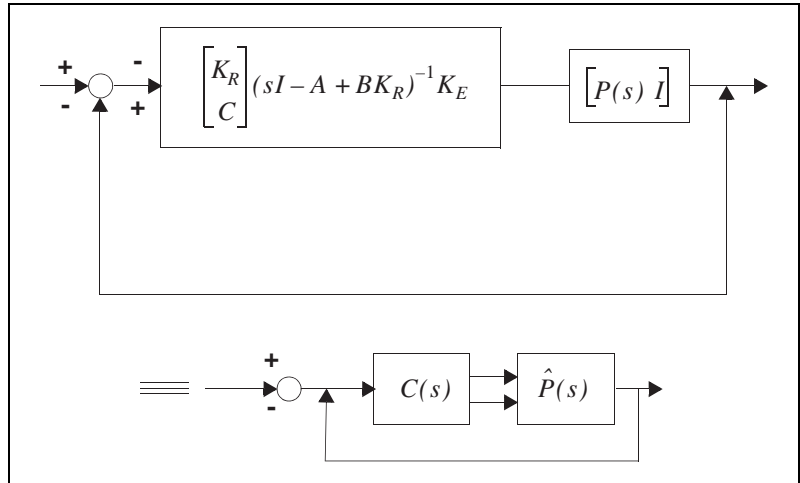 + - [K_R C] (sI – A + BK_R)^{–1} K_E [P(s) I]
- +
+
- C(s) P̂(s)